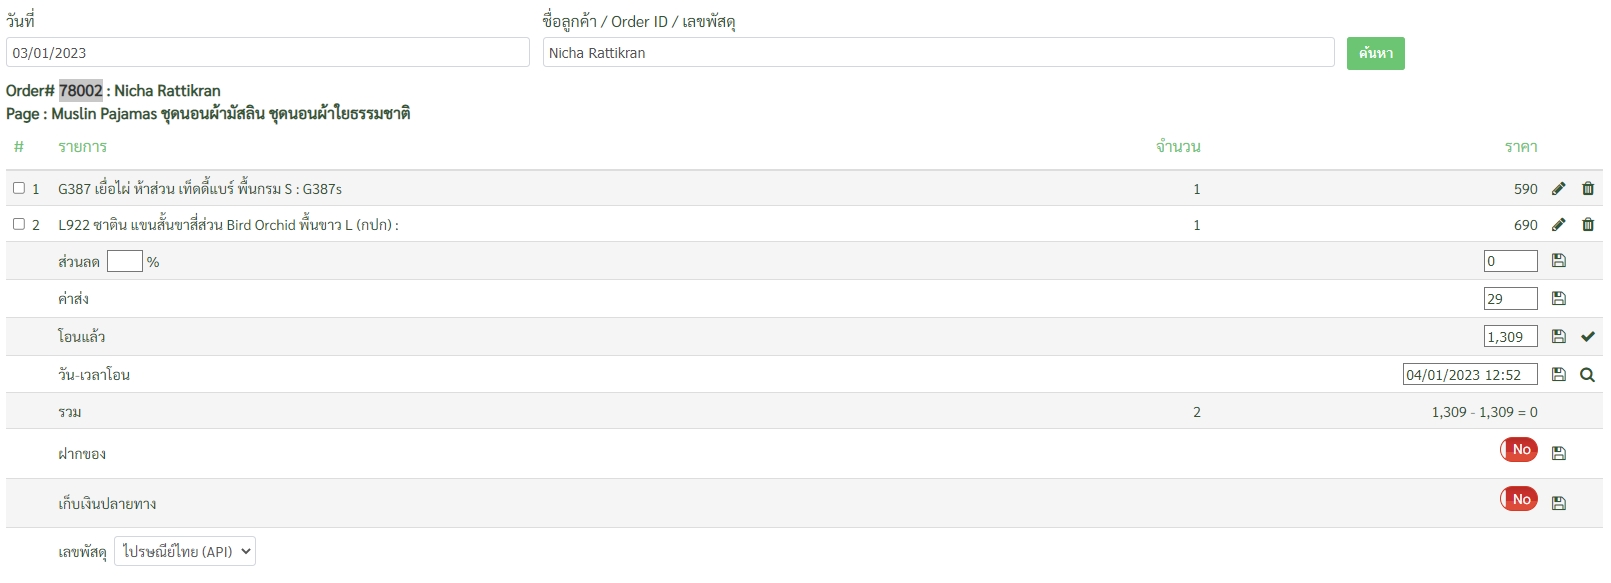 วันที่ ชื่อลูกค้า / Order ID / เลขพัสดุ
03/01/2023 Nicha Rattikran ค้นหา
Order# 78002 : Nicha Rattikran
Page : Muslin Pajamas ชุดนอนผ้ามัสลิน ชุดนอนผ้าใยธรรมชาติ
# รายการ จำนวน ราคา
1 G387 เยื่อไผ่ ห้าส่วน เท็ดดี้แบร์ พื้นกรม S : G387s 1 590
2 L922 ซาติน แขนสั้นขาสี่ส่วน Bird Orchid พื้นขาว L (กปก) : 1 690
ส่วนลด % 0
ค่าส่ง 29
โอนแล้ว 1,309
วัน-เวลาโอน 04/01/2023 12:52
รวม 2 1,309 - 1,309 = 0
ฝากของ No
เก็บเงินปลายทาง No
เลขพัสดุ ไปรษณีย์ไทย (API)